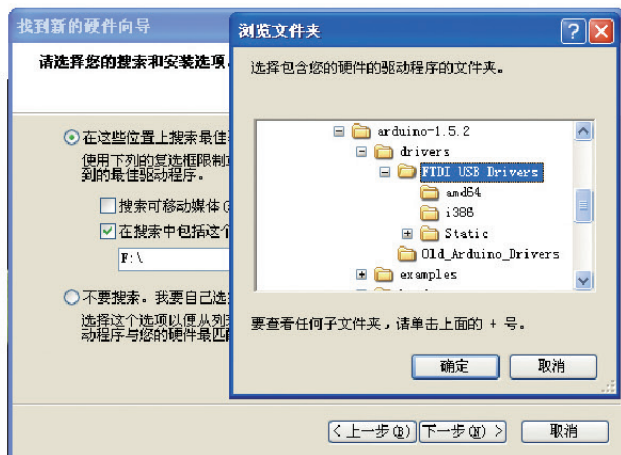 找到新的硬件向导
请选择您的搜索和安装选项
在这些位置上搜索最佳
使用下列的复选框限制
到的最佳驱动程序。
搜索可移动媒体
在搜索中包括这个
F:\
不要搜索。我要自己选
选择这个选项以便从列
动程序与您的硬件最匹
浏览文件夹
选择包含您的硬件的驱动程序的文件夹。
arduino-1.5.2
drivers
FTDI USB Drivers
amd64
i386
Static
Old_Arduino_Drivers
examples
要查看任何子文件夹，请单击上面的 + 号。
确定
取消
< 上一步(B)
下一步(N) >
取消